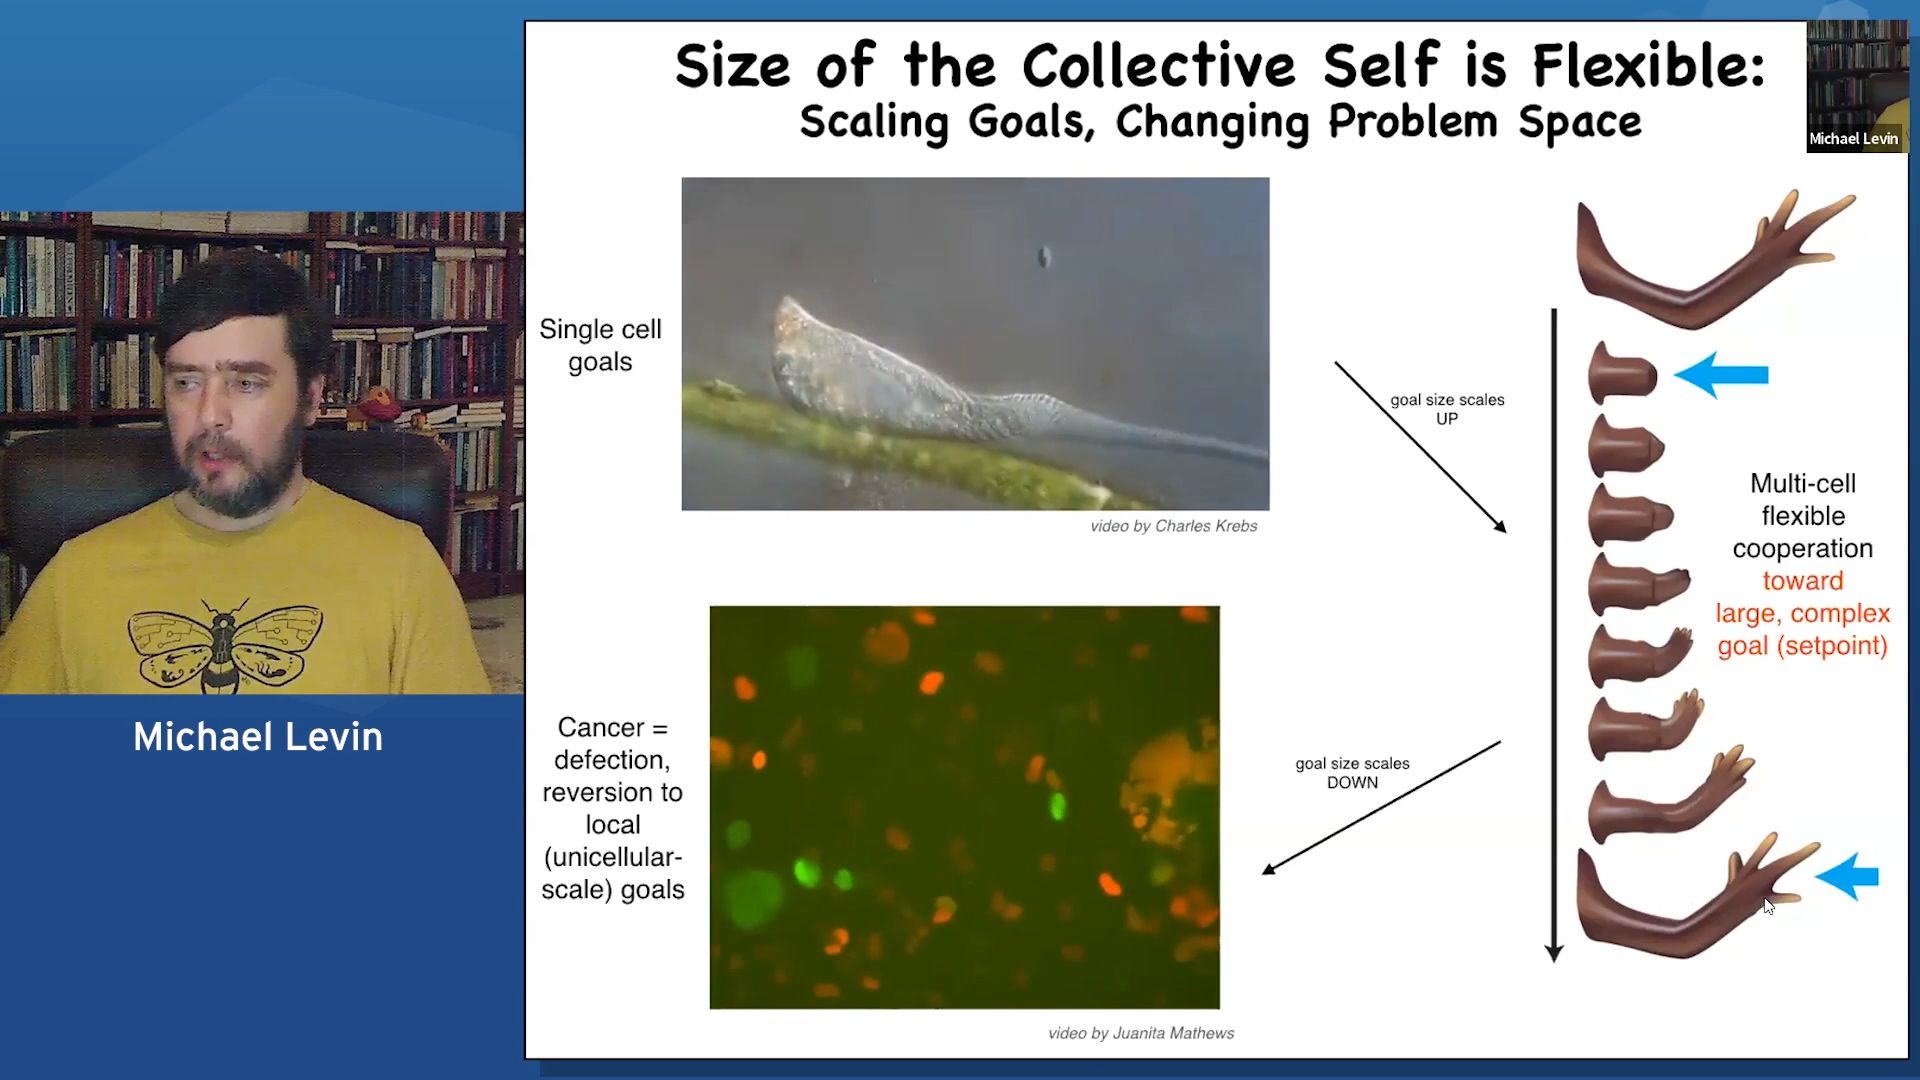 Size of the Collective Self is Flexible:
Scaling Goals, Changing Problem Space
Michael Levin
Single cell
goals
video by Charles Krebs
goal size scales
UP
Multi-cell
flexible
cooperation
toward
large, complex
goal (setpoint)
Michael Levin
Cancer =
defection,
reversion to
local
(unicellular-
scale) goals
goal size scales
DOWN
video by Juanita Mathews